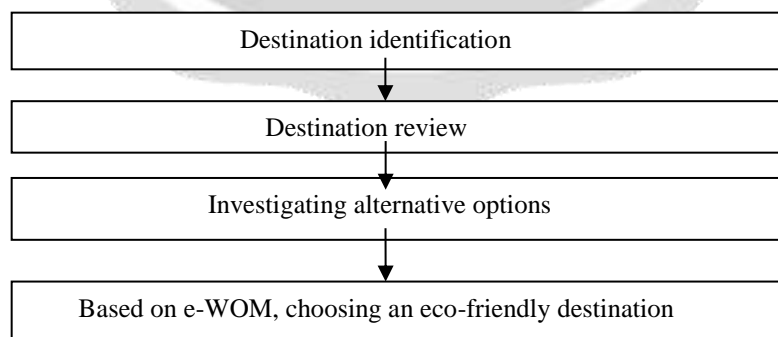 Destination identification
Destination review
Investigating alternative options
Based on e-WOM, choosing an eco-friendly destination